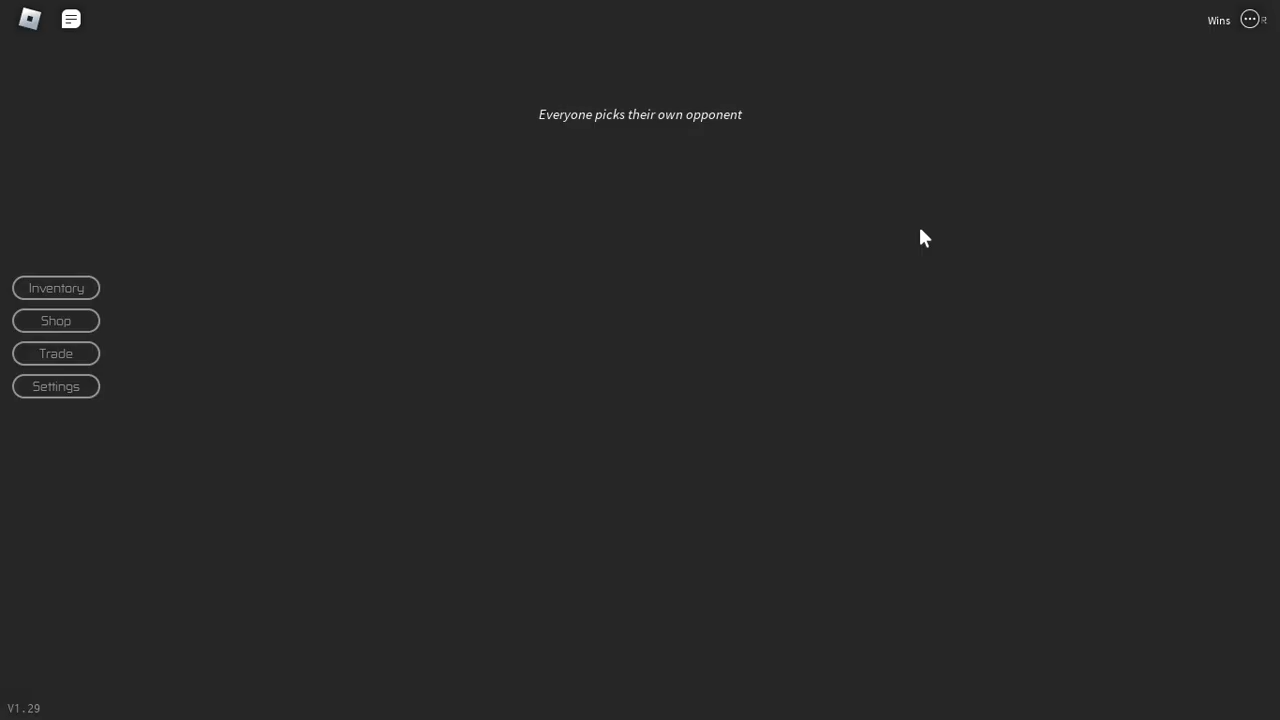 Wins
R
Everyone picks their own opponent
Inventory
Shop
Trade
Settings
V1.29